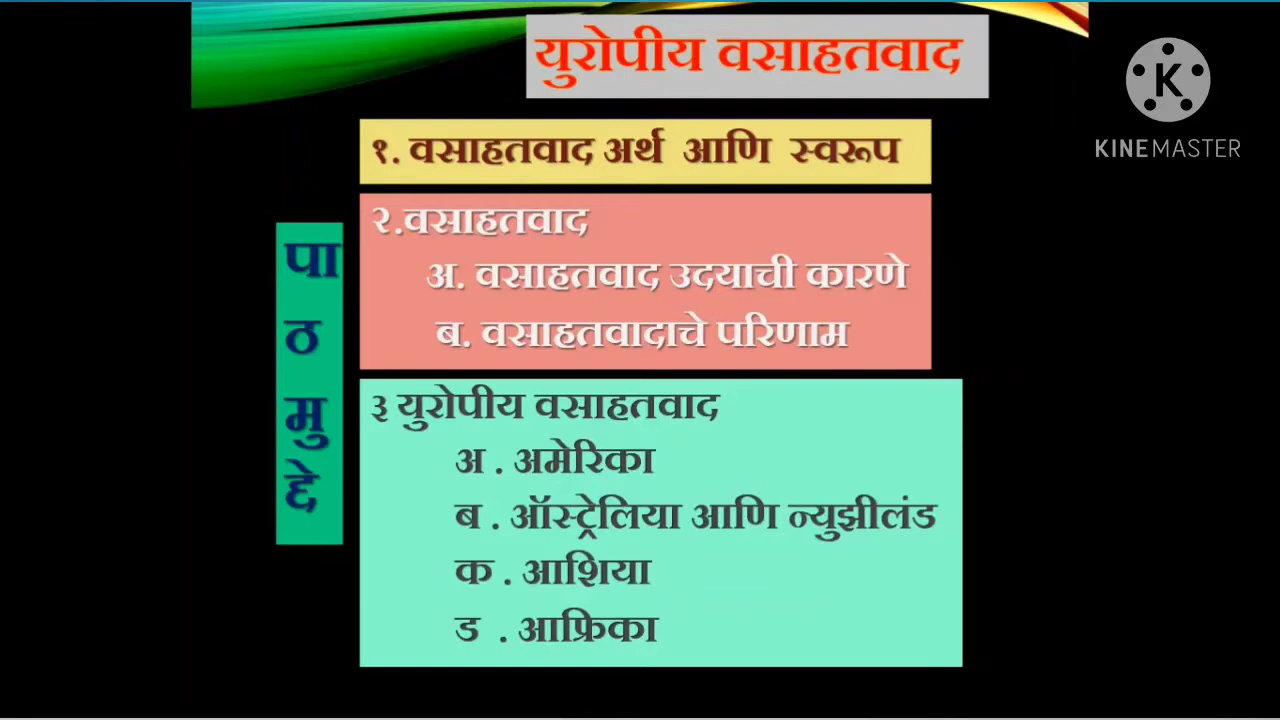 युरोपीय वसाहतवाद
KINEMASTER
१. वसाहतवाद अर्थ आणि स्वरूप
२.वसाहतवाद
अ. वसाहतवाद उदयाची कारणे
ब. वसाहतवादाचे परिणाम
पा
ठ
मु
द्दे
३ युरोपीय वसाहतवाद
अ . अमेरिका
ब . ऑस्ट्रेलिया आणि न्युझीलंड
क . आशिया
ड . आफ्रिका